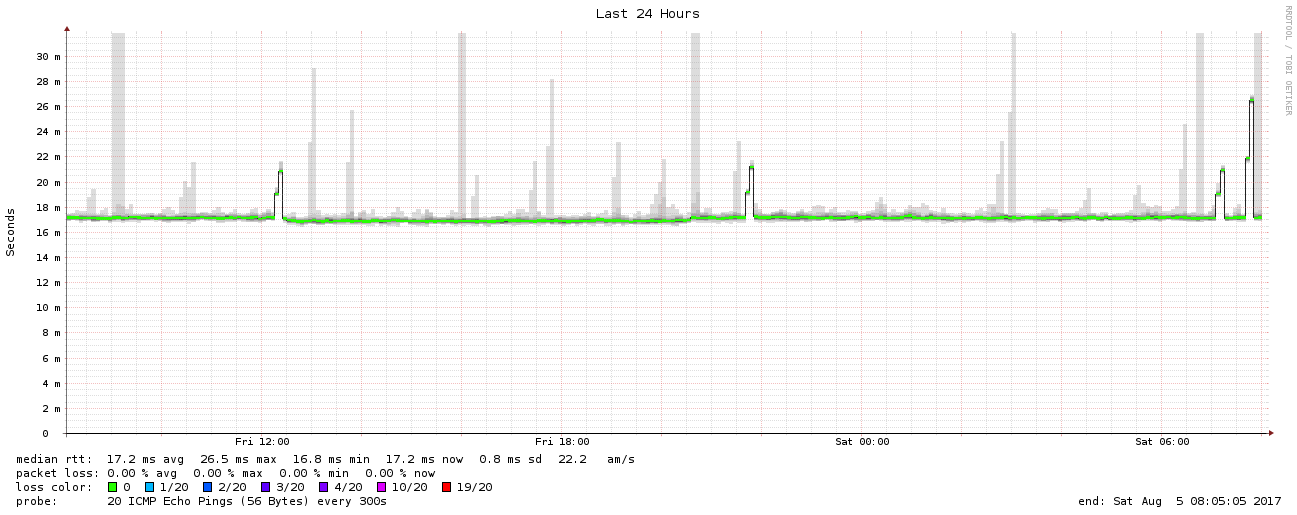 Last 24 Hours
RRDTOOL / TOBI OETIKER
30 m
28 m
26 m
24 m
22 m
20 m
18 m
16 m
14 m
12 m
10 m
8 m
6 m
4 m
2 m
0
Seconds
Fri 12:00 Fri 18:00 Sat 00:00 Sat 06:00
median rtt: 17.2 ms avg 26.5 ms max 16.8 ms min 17.2 ms now 0.8 ms sd 22.2 am/s
packet loss: 0.00 % avg 0.00 % max 0.00 % min 0.00 % now
loss color: 0 1/20 2/20 3/20 4/20 10/20 19/20
probe: 20 ICMP Echo Pings (56 Bytes) every 300s end: Sat Aug 5 08:05:05 2017